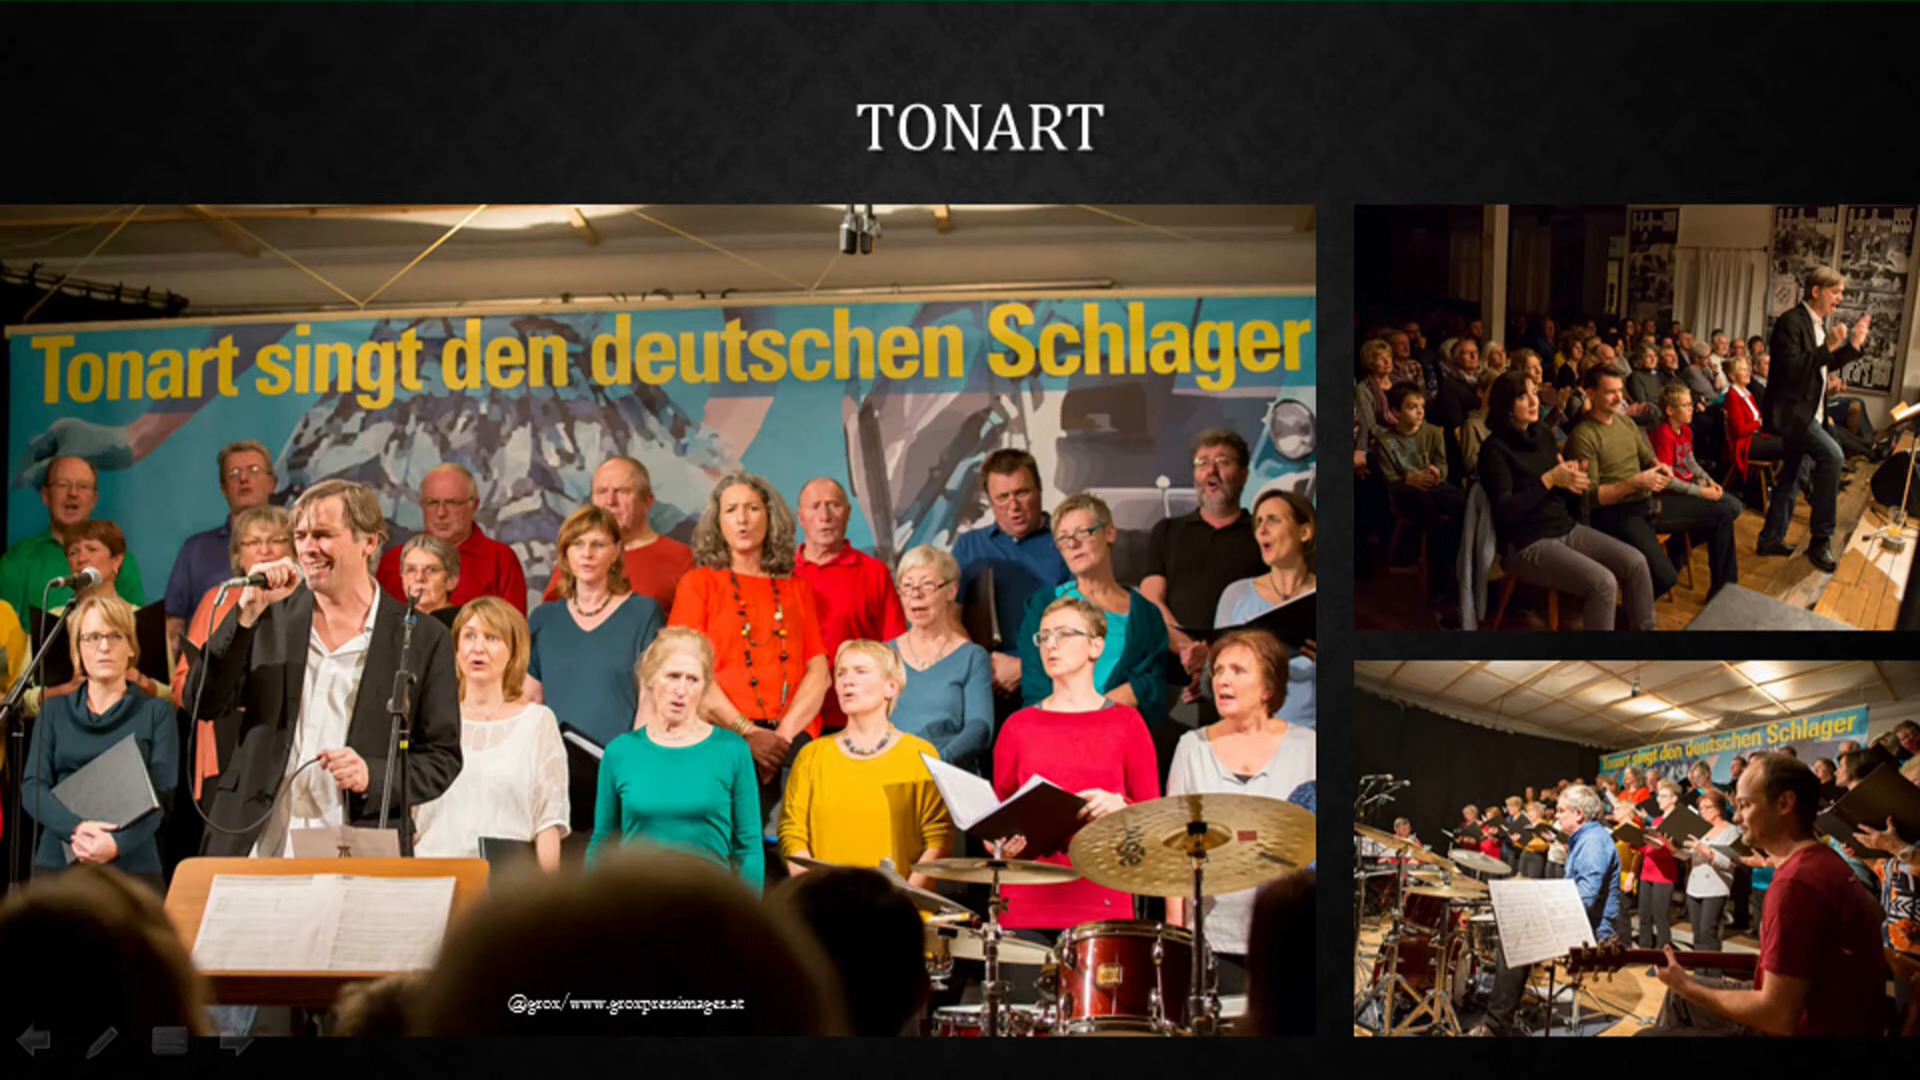 TONART
Tonart singt den deutschen Schlager
@grox/www.groxpressimages.at
Tonart singt den deutschen Schlager